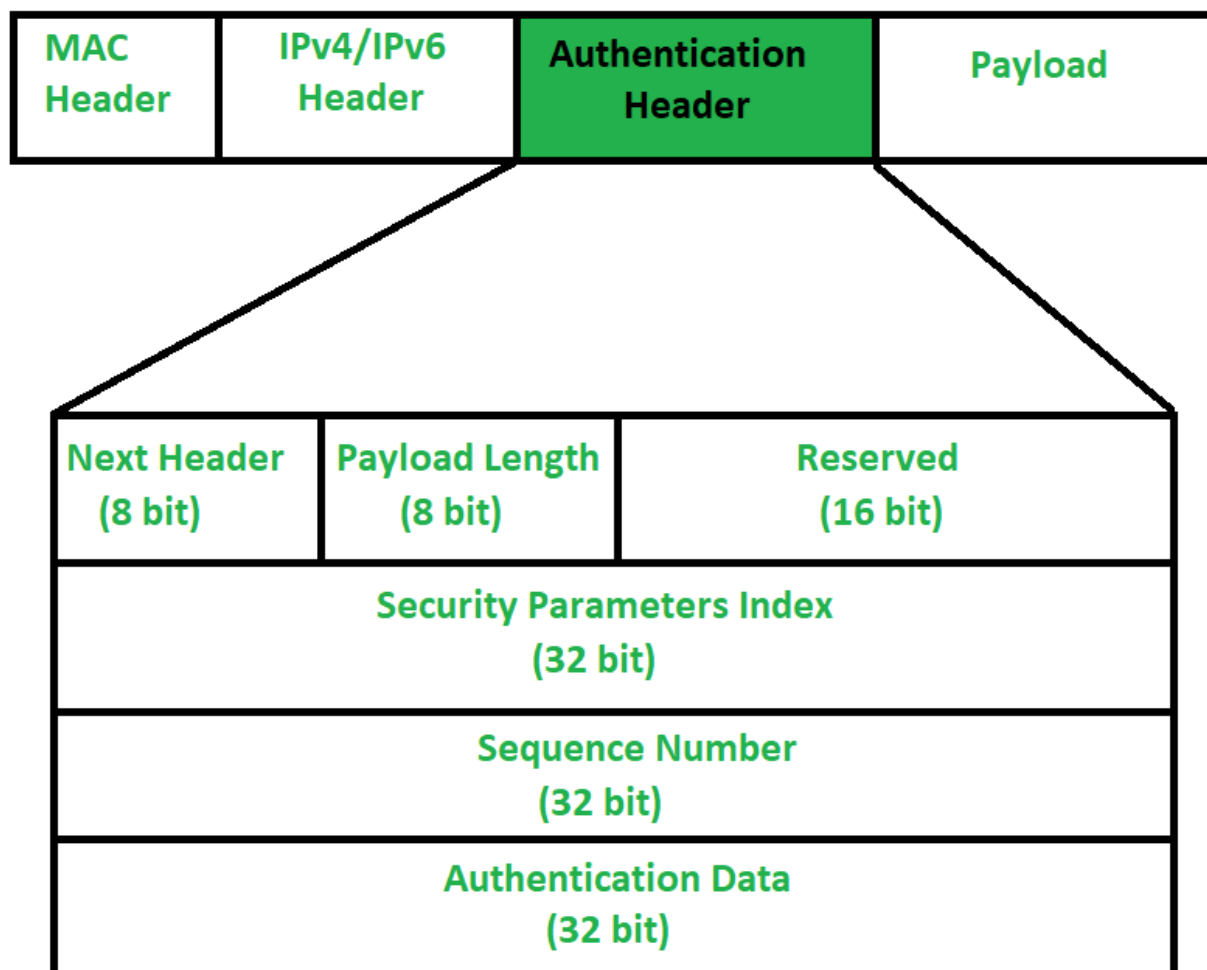 MAC
Header
IPv4/IPv6
Header
Authentication
Header
Payload
Next Header
(8 bit)
Payload Length
(8 bit)
Reserved
(16 bit)
Security Parameters Index
(32 bit)
Sequence Number
(32 bit)
Authentication Data
(32 bit)